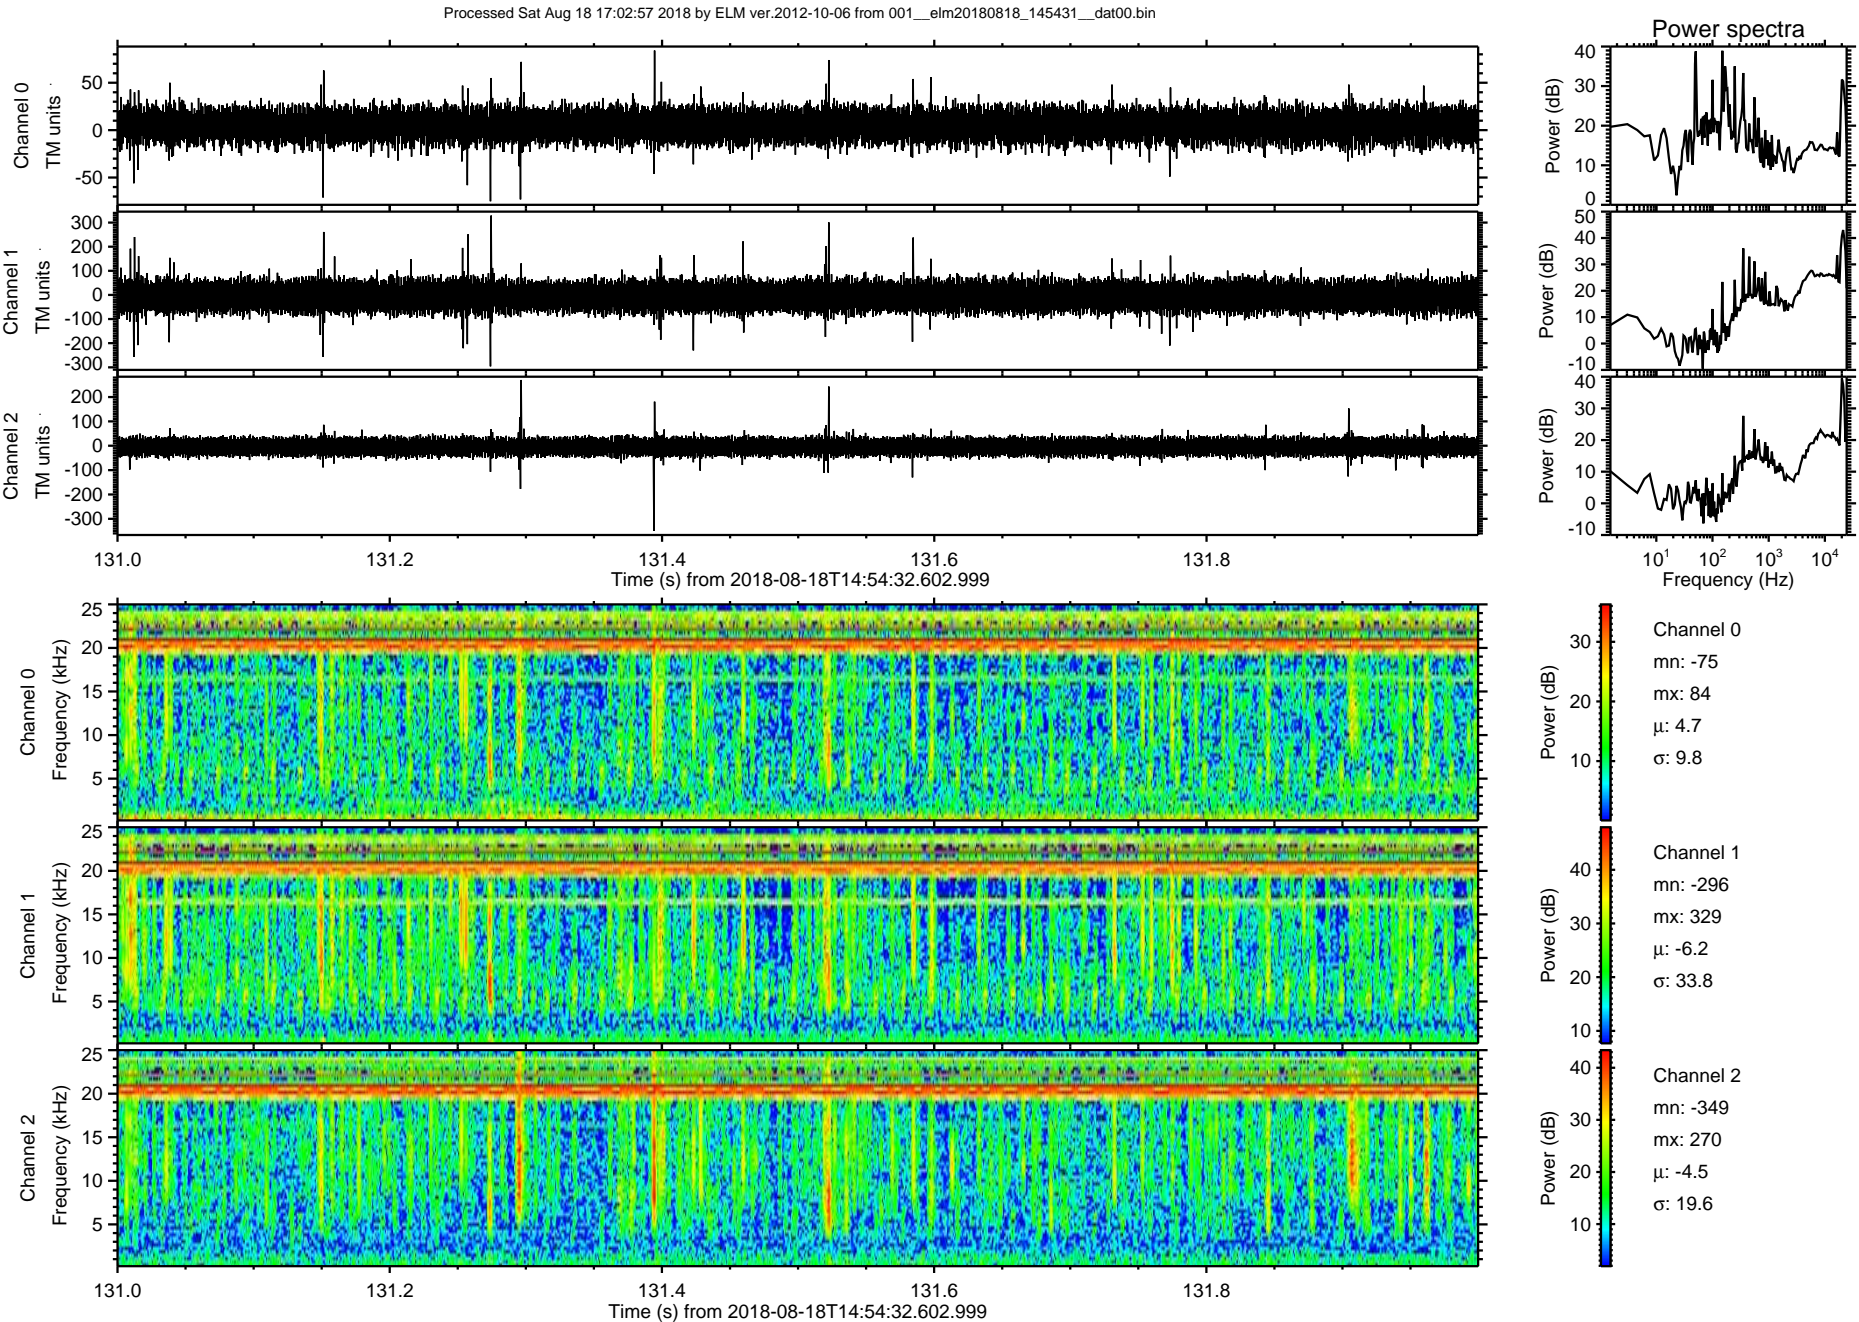 Processed Sat Aug 18 17:02:57 2018 by ELM ver.2012-10-06 from 001__elm20180818_145431__dat00.bin
Power spectra
Channel 0
TM units
50
0
-50
Power (dB)
40
30
20
10
0
Channel 1
TM units
300
200
100
0
-100
-200
-300
Power (dB)
50
40
30
20
10
0
-10
Channel 2
TM units
200
100
0
-100
-200
-300
Power (dB)
40
30
20
10
0
-10
131.0 131.2 131.4 131.6 131.8
Time (s) from 2018-08-18T14:54:32.602.999
10¹ 10² 10³ 10⁴
Frequency (Hz)
Channel 0
Frequency (kHz)
25
20
15
10
5
Power (dB)
30
20
10
Channel 0
mn: -75
mx: 84
μ: 4.7
σ: 9.8
Channel 1
Frequency (kHz)
25
20
15
10
5
Power (dB)
40
30
20
10
Channel 1
mn: -296
mx: 329
μ: -6.2
σ: 33.8
Channel 2
Frequency (kHz)
25
20
15
10
5
Power (dB)
40
30
20
10
Channel 2
mn: -349
mx: 270
μ: -4.5
σ: 19.6
131.0 131.2 131.4 131.6 131.8
Time (s) from 2018-08-18T14:54:32.602.999